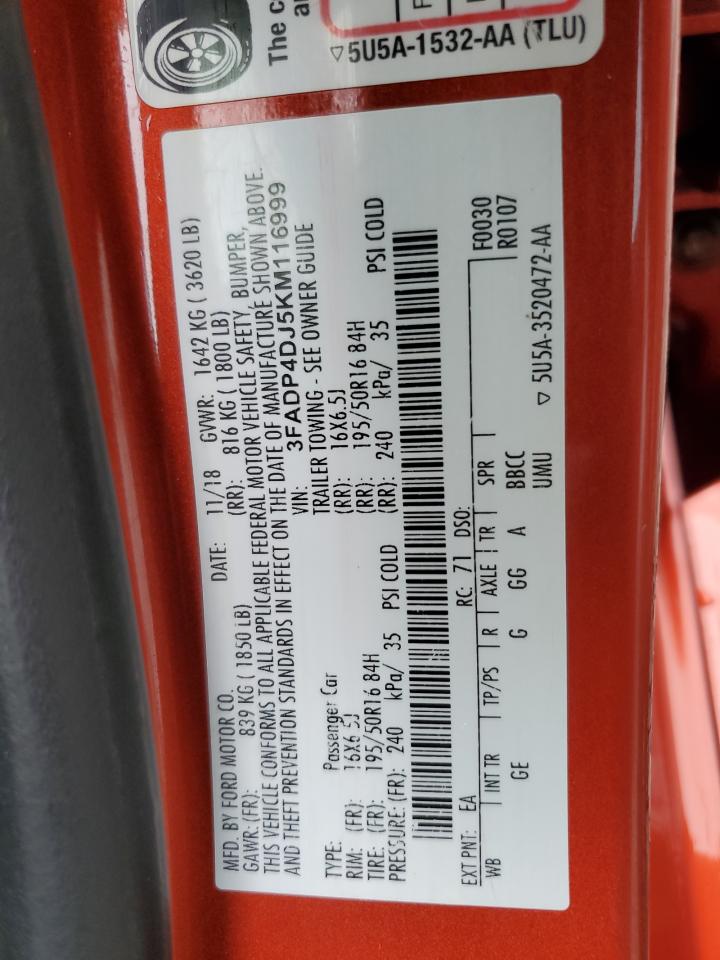 The c
an
▽5U5A-1532-AA (TLU)
MFD. BY FORD MOTOR CO. DATE: 11/18 GVWR: 1642 KG ( 3620 LB)
GAWR: (FR): 839 KG ( 1850 LB) (RR): 816 KG ( 1800 LB)
THIS VEHICLE CONFORMS TO ALL APPLICABLE FEDERAL MOTOR VEHICLE SAFETY, BUMPER,
AND THEFT PREVENTION STANDARDS IN EFFECT ON THE DATE OF MANUFACTURE SHOWN ABOVE.
VIN: 3FADP4DJ5KM116999
TYPE: Passenger Car TRAILER TOWING - SEE OWNER GUIDE
RIM: (FR): 16X6.5J (RR): 16X6.5J
TIRE: (FR): 195/50R16 84H (RR): 195/50R16 84H
PRESSURE: (FR): 240 kPa/ 35 PSI COLD (RR): 240 kPa/ 35 PSI COLD
EXT PNT: EA RC: 71 DSO: F0030
WB INT TR TP/PS R AXLE TR SPR R0107
GE G GG A BBCC
UMU
▽ 5U5A-3520472-AA